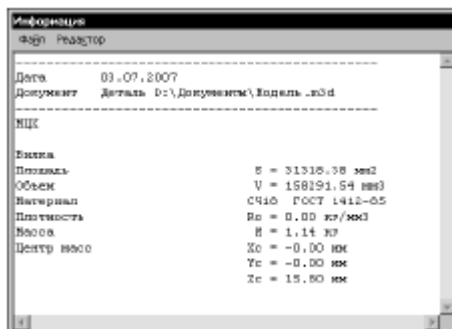 Информация
Файл Редактор
Дата 03.07.2007
Документ Деталь D:\Документы\Модель.m3d
МЦХ
Вилка
Площадь S = 31318.38 мм2
Объем V = 158291.54 мм3
Материал СЧ18 ГОСТ 1412-85
Плотность Ro = 0.00 кг/мм3
Масса M = 1.14 кг
Центр масс Xc = -0.00 мм
Yc = -0.00 мм
Zc = 15.80 мм